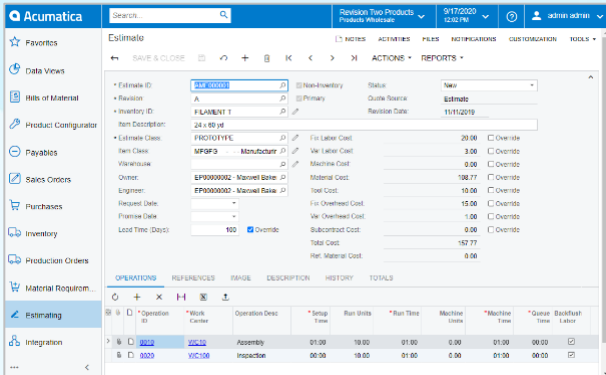 Acumatica
Search...
Revision Two Products
Products Wholesale
9/17/2020
12:02 PM
admin admin
Favorites
Data Views
Bills of Material
Product Configurator
Payables
Sales Orders
Purchases
Inventory
Production Orders
Material Requirem...
Estimating
Integration
Estimate
NOTES ACTIVITIES FILES NOTIFICATIONS CUSTOMIZATION TOOLS
SAVE & CLOSE ACTIONS REPORTS
* Estimate ID: AME000001 Non-Inventory Status: New
* Revision: A Primary Quote Source: Estimate
* Inventory ID: FILAMENT 1 Revision Date: 11/11/2019
Item Description: 24 x 60 yd
* Estimate Class: PROTOTYPE Fix Labor Cost: 20.00 Override
Item Class: MFGFG - Manufacturin Var Labor Cost: 3.00 Override
Warehouse: Machine Cost: 0.00 Override
Owner: EP00000002 - Maxwell Baker Material Cost: 108.77 Override
Engineer: EP00000002 - Maxwell Baker Tool Cost: 10.00 Override
Request Date: Fix Overhead Cost: 15.00 Override
Promise Date: Var Overhead Cost: 1.00 Override
Lead Time (Days): 100 Override Subcontract Cost: 0.00 Override
Total Cost: 157.77
Ref. Material Cost: 0.00
OPERATIONS REFERENCES IMAGE DESCRIPTION HISTORY TOTALS
* Operation ID * Work Center Operation Desc * Setup Time Run Units * Run Time Machine Units * Machine Time * Queue Time Backflush Labor
0010 WC10 Assembly 01:00 10.00 01:00 0.00 01:00 00:00
0020 WC100 Inspection 00:00 10.00 01:00 0.00 01:00 00:00